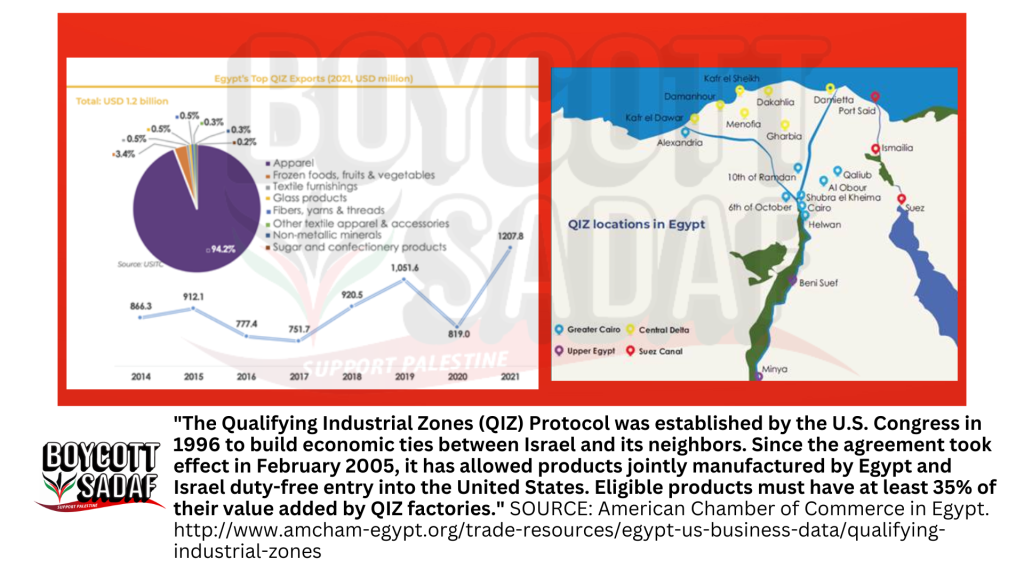 BOYCOTT
SADAF
SUPPORT PALESTINE
Egypt's Top QIZ Exports (2021, USD million)
Total: USD 1.2 billion
0.5%
0.5%
0.3%
0.5%
0.3%
0.2%
3.4%
94.2%
Apparel
Frozen foods, fruits & vegetables
Textile furnishings
Glass products
Fibers, yarns & threads
Other textile apparel & accessories
Non-metallic minerals
Sugar and confectionery products
Source: USITC
866.3
912.1
777.4
751.7
920.5
1,051.6
819.0
1207.8
2014 2015 2016 2017 2018 2019 2020 2021
Kafr el Sheikh
Damanhour
Dakahlia
Damietta
Port Said
Kafr el Dawar
Menofia
Gharbia
Alexandria
Ismailia
10th of Ramdan
Qaliub
Al Obour
Shubra el Kheima
6th of October
Cairo
Suez
Helwan
QIZ locations in Egypt
Beni Suef
Greater Cairo
Central Delta
Upper Egypt
Suez Canal
Minya
BOYCOTT
SADAF
SUPPORT PALESTINE
"The Qualifying Industrial Zones (QIZ) Protocol was established by the U.S. Congress in
1996 to build economic ties between Israel and its neighbors. Since the agreement took
effect in February 2005, it has allowed products jointly manufactured by Egypt and
Israel duty-free entry into the United States. Eligible products must have at least 35% of
their value added by QIZ factories." SOURCE: American Chamber of Commerce in Egypt.
http://www.amcham-egypt.org/trade-resources/egypt-us-business-data/qualifying-
industrial-zones